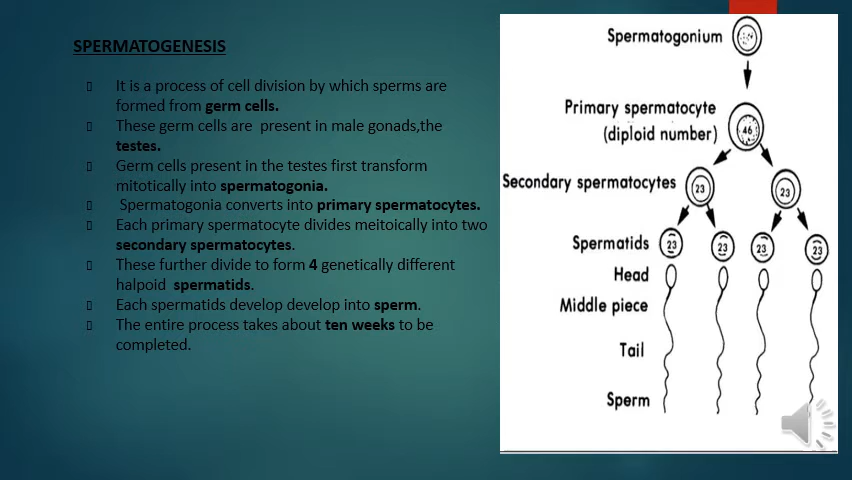 SPERMATOGENESIS
It is a process of cell division by which sperms are
formed from germ cells.
These germ cells are present in male gonads,the
testes.
Germ cells present in the testes first transform
mitotically into spermatogonia.
Spermatogonia converts into primary spermatocytes.
Each primary spermatocyte divides meitoically into two
secondary spermatocytes.
These further divide to form 4 genetically different
halpoid spermatids.
Each spermatids develop develop into sperm.
The entire process takes about ten weeks to be
completed.
Spermatogonium
Primary spermatocyte
(diploid number)
46
Secondary spermatocytes
23
23
Spermatids
23
23
23
23
Head
Middle piece
Tail
Sperm